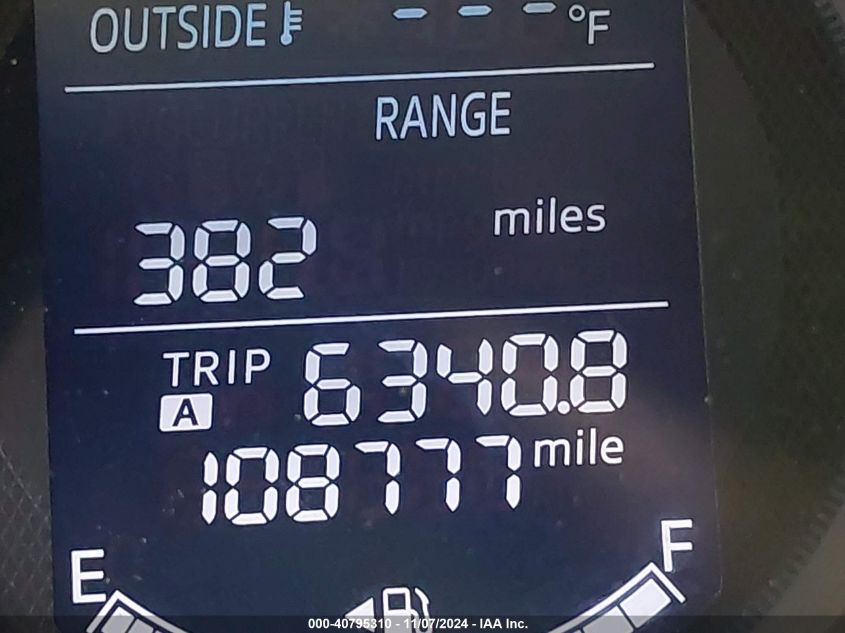 OUTSIDE - - - °F
RANGE
382 miles
TRIP A 6340.8
108777 mile
E F
000-40795310 - 11/07/2024 - IAA Inc.